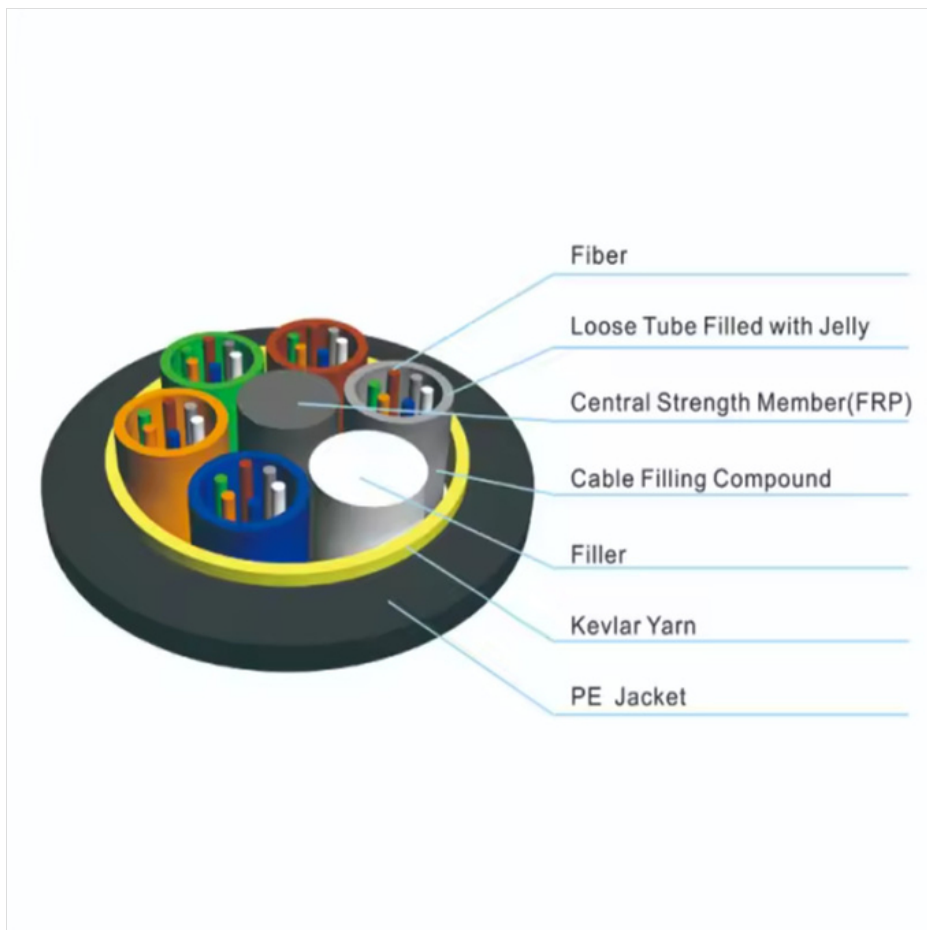 Fiber
Loose Tube Filled with Jelly
Central Strength Member(FRP)
Cable Filling Compound
Filler
Kevlar Yarn
PE Jacket